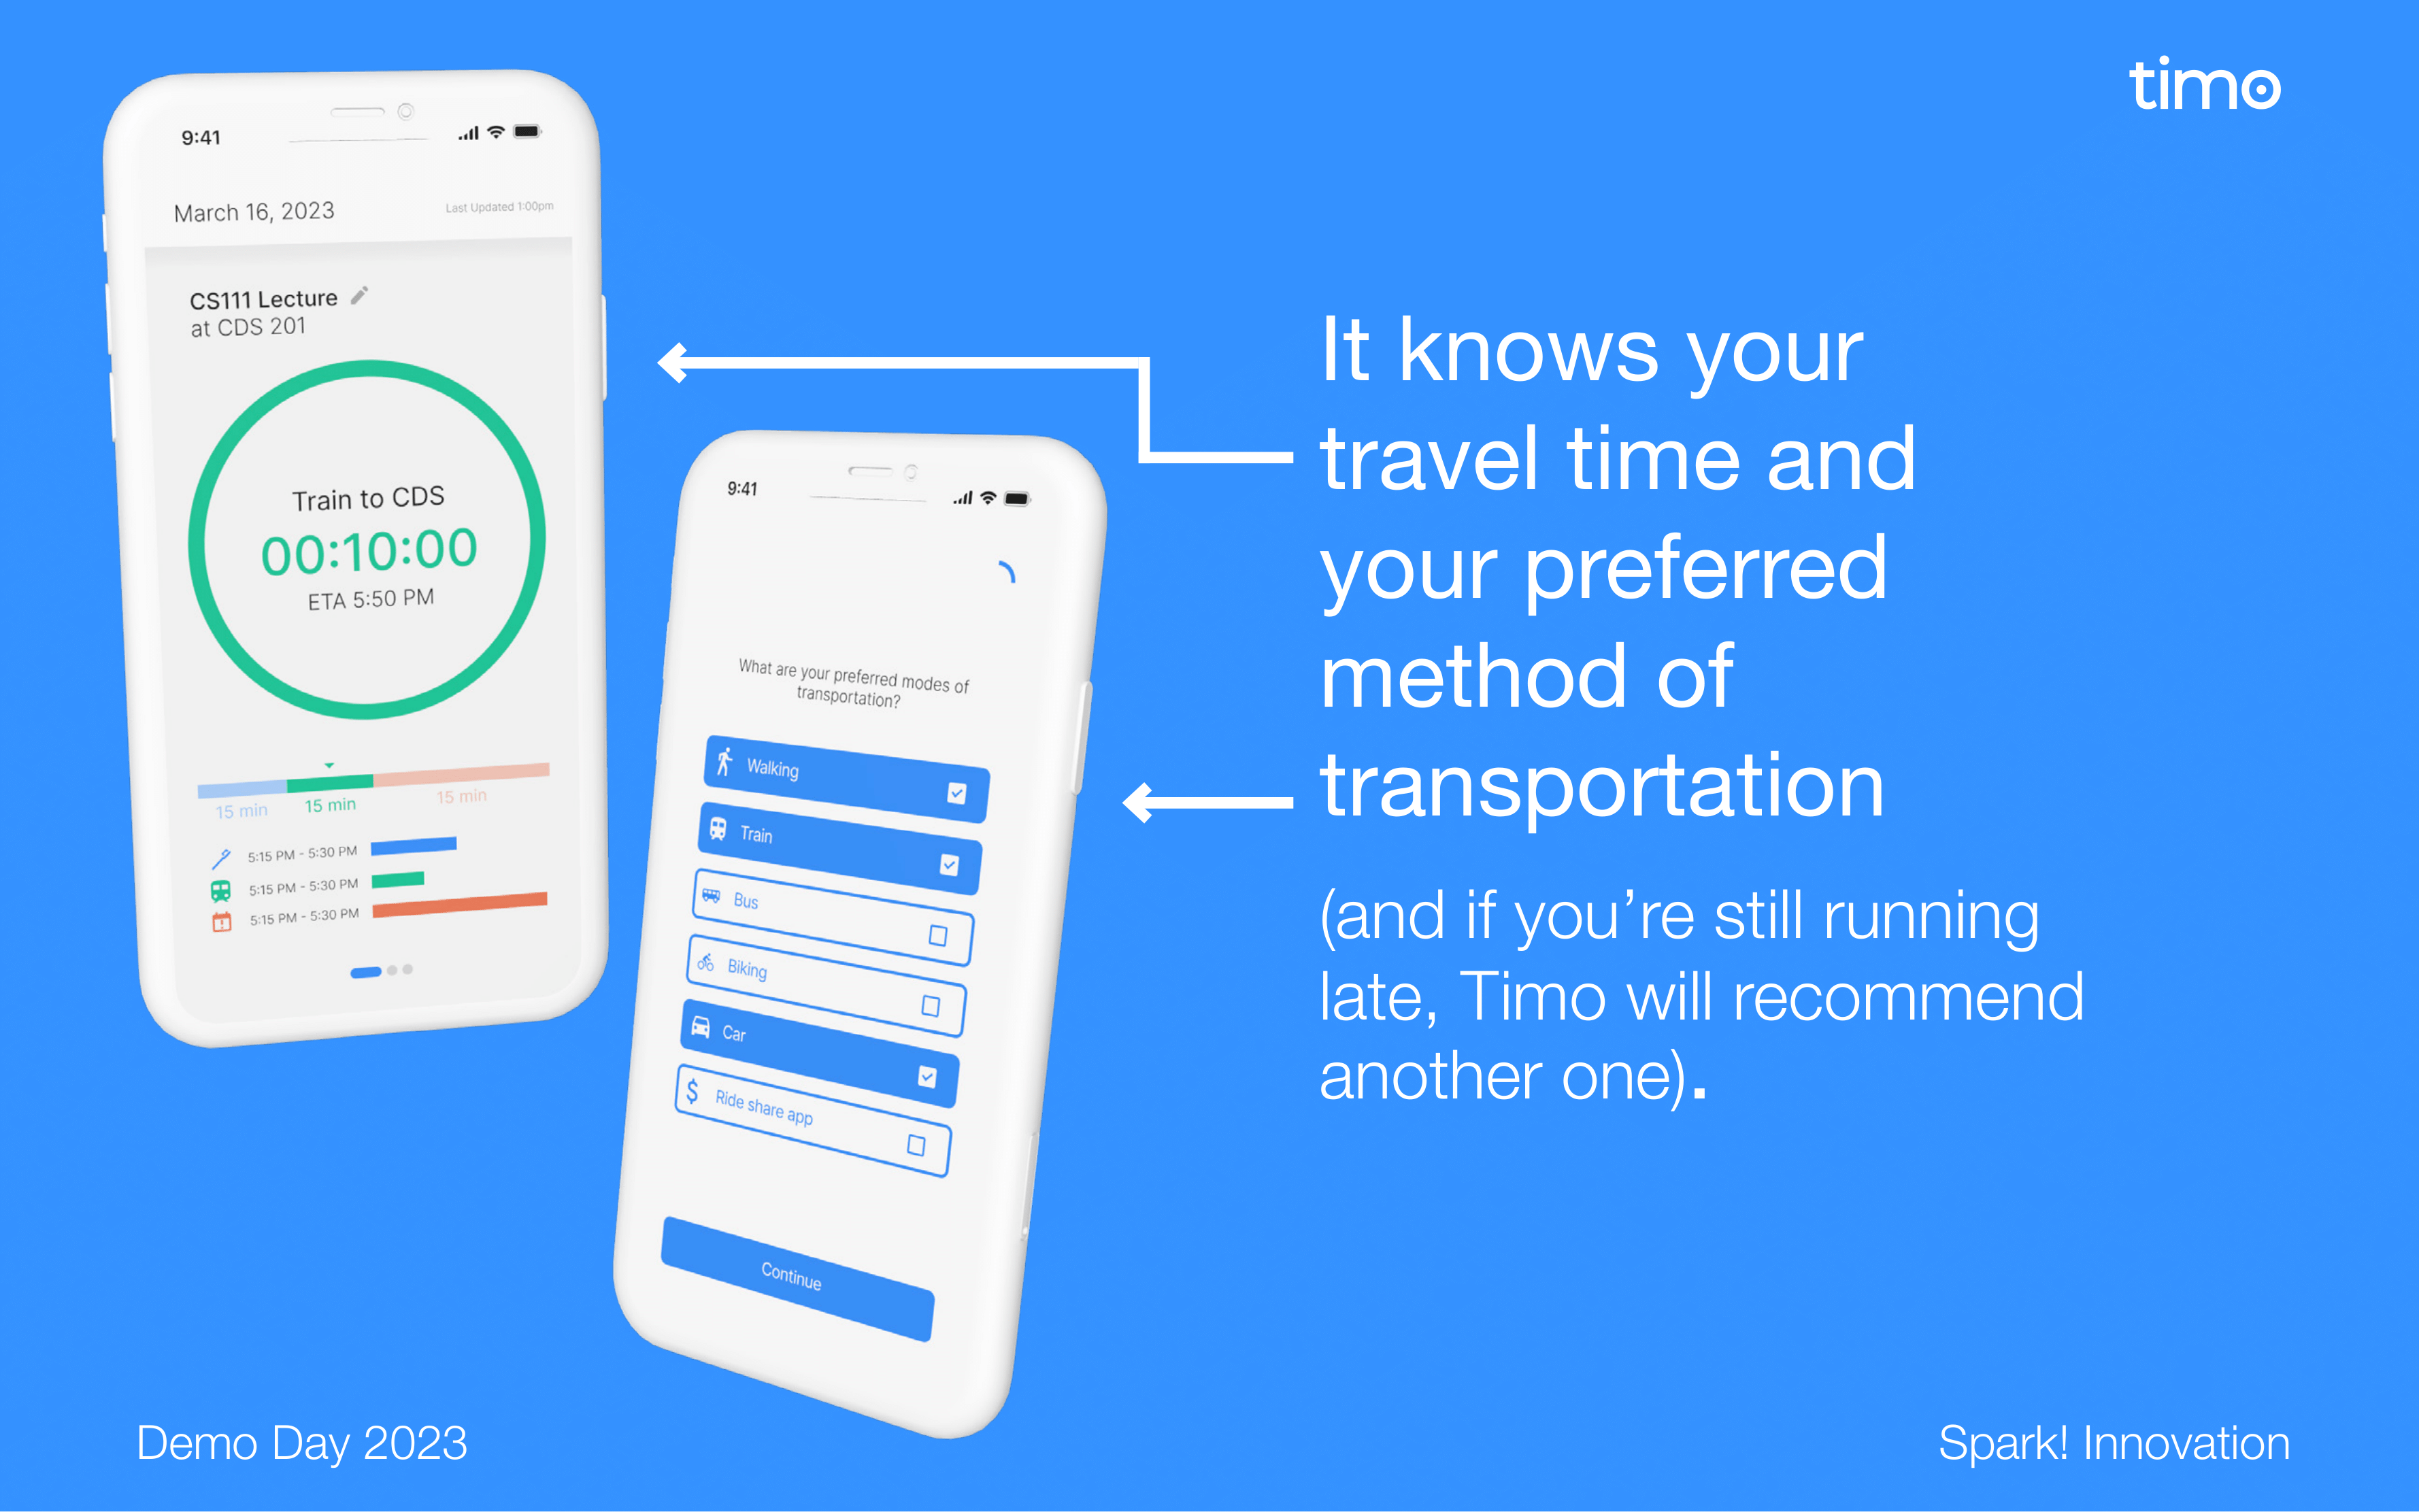 timo
9:41
March 16, 2023
Last Updated 1:00pm
CS111 Lecture
at CDS 201
Train to CDS
00:10:00
ETA 5:50 PM
15 min 15 min 15 min
5:15 PM - 5:30 PM
5:15 PM - 5:30 PM
5:15 PM - 5:30 PM
9:41
What are your preferred modes of
transportation?
Walking
Train
Bus
Biking
Car
$ Ride share app
Continue
It knows your
travel time and
your preferred
method of
transportation
(and if you’re still running
late, Timo will recommend
another one).
Demo Day 2023
Spark! Innovation